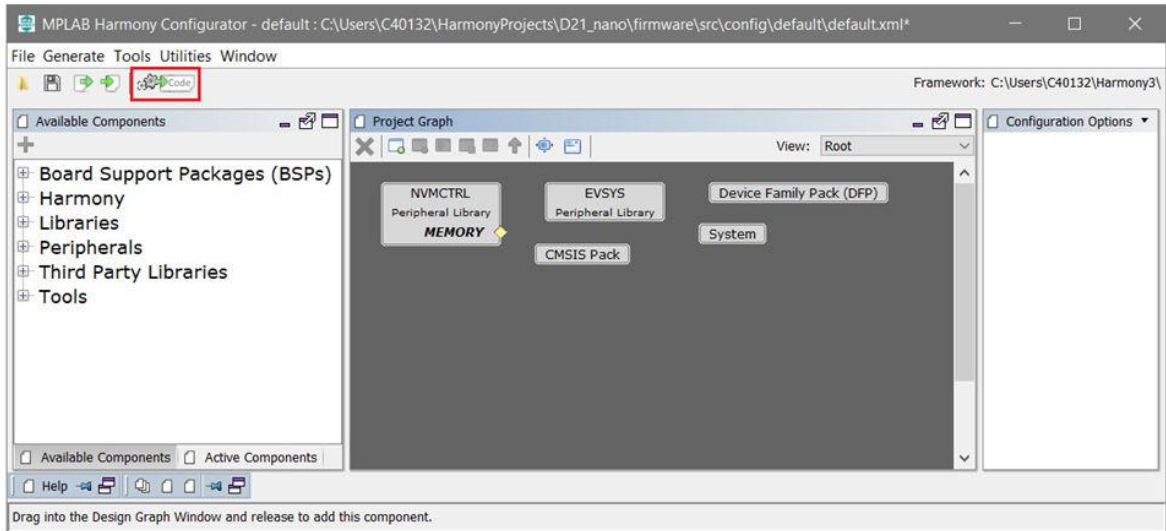 MPLAB Harmony Configurator - default : C:\Users\C40132\HarmonyProjects\D21_nano\firmware\src\config\default\default.xml*
File Generate Tools Utilities Window
Code
Framework: C:\Users\C40132\Harmony3\
Available Components
Project Graph
Configuration Options
View: Root
Board Support Packages (BSPs)
Harmony
Libraries
Peripherals
Third Party Libraries
Tools
NVMCTRL
Peripheral Library
MEMORY
EVSYS
Peripheral Library
Device Family Pack (DFP)
System
CMSIS Pack
Available Components Active Components
Help
Drag into the Design Graph Window and release to add this component.